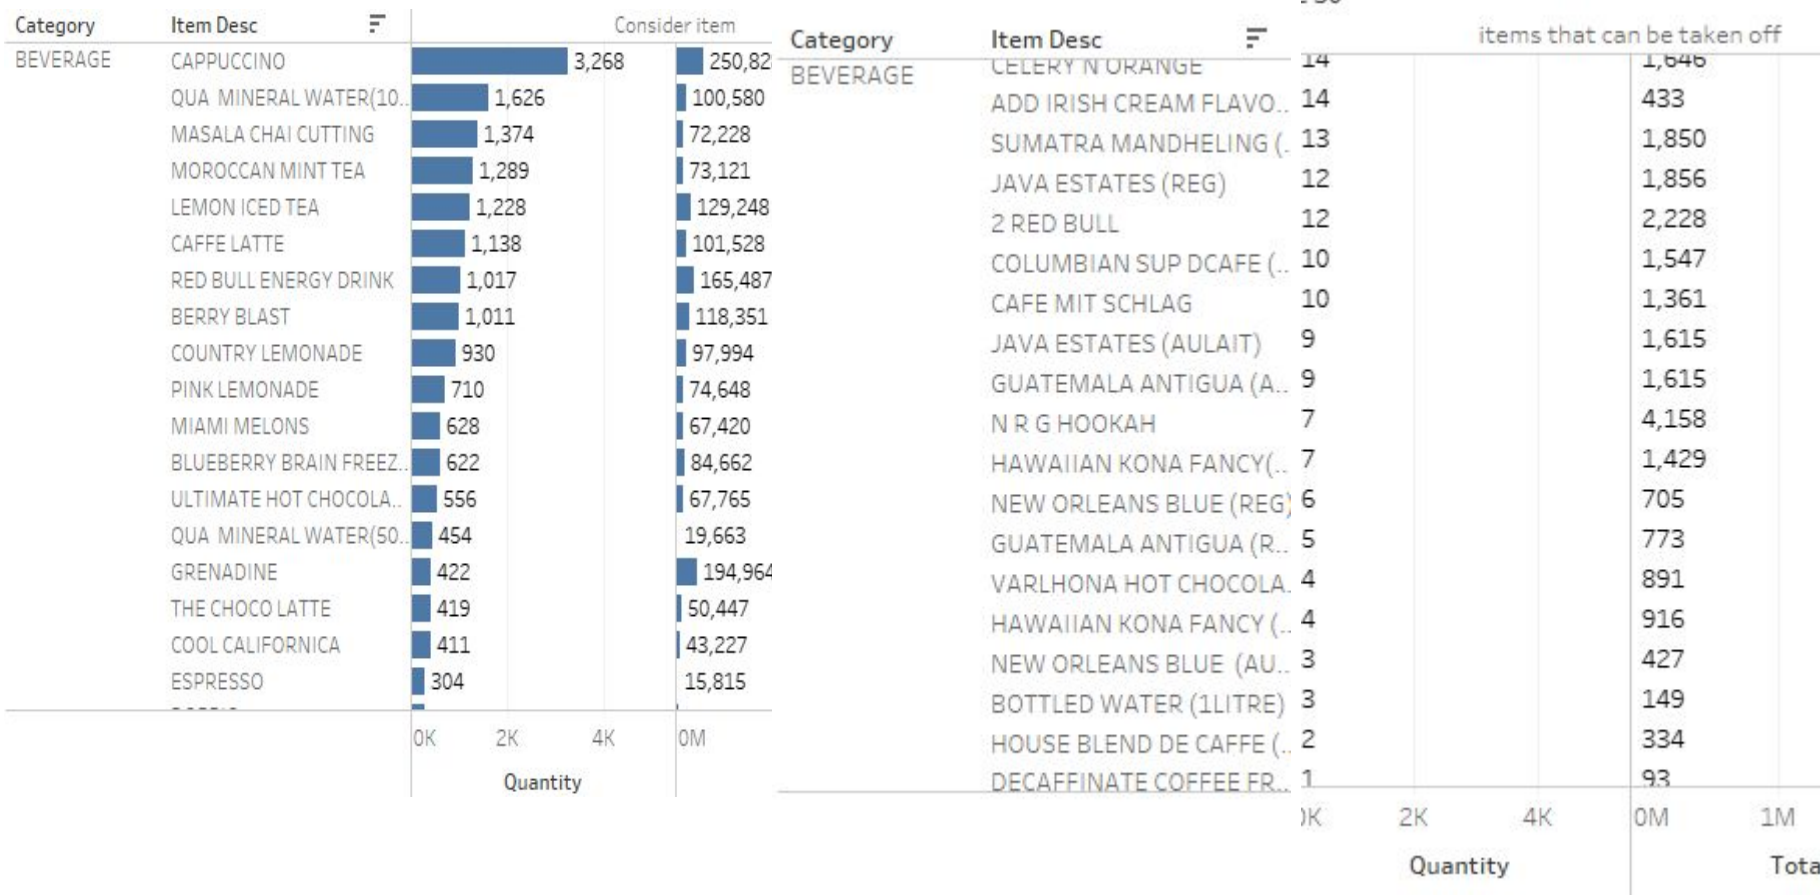 Category Item Desc Consider item
BEVERAGE CAPPUCCINO 3,268 250,82
QUA MINERAL WATER(10.. 1,626 100,580
MASALA CHAI CUTTING 1,374 72,228
MOROCCAN MINT TEA 1,289 73,121
LEMON ICED TEA 1,228 129,248
CAFFE LATTE 1,138 101,528
RED BULL ENERGY DRINK 1,017 165,487
BERRY BLAST 1,011 118,351
COUNTRY LEMONADE 930 97,994
PINK LEMONADE 710 74,648
MIAMI MELONS 628 67,420
BLUEBERRY BRAIN FREEZ.. 622 84,662
ULTIMATE HOT CHOCOLA.. 556 67,765
QUA MINERAL WATER(50.. 454 19,663
GRENADINE 422 194,964
THE CHOCO LATTE 419 50,447
COOL CALIFORNICA 411 43,227
ESPRESSO 304 15,815
0K 2K 4K 0M
Quantity
Category Item Desc items that can be taken off
BEVERAGE CELERY N ORANGE 14 1,646
ADD IRISH CREAM FLAVO.. 14 433
SUMATRA MANDHELING (. 13 1,850
JAVA ESTATES (REG) 12 1,856
2 RED BULL 12 2,228
COLUMBIAN SUP DCAFE (.. 10 1,547
CAFE MIT SCHLAG 10 1,361
JAVA ESTATES (AULAIT) 9 1,615
GUATEMALA ANTIGUA (A.. 9 1,615
N R G HOOKAH 7 4,158
HAWAIIAN KONA FANCY(.. 7 1,429
NEW ORLEANS BLUE (REG) 6 705
GUATEMALA ANTIGUA (R.. 5 773
VARLHONA HOT CHOCOLA. 4 891
HAWAIIAN KONA FANCY (.. 4 916
NEW ORLEANS BLUE (AU.. 3 427
BOTTLED WATER (1LITRE) 3 149
HOUSE BLEND DE CAFFE (.. 2 334
DECAFFINATE COFFEE FR... 1 93
K 2K 4K 0M 1M
Quantity Tota